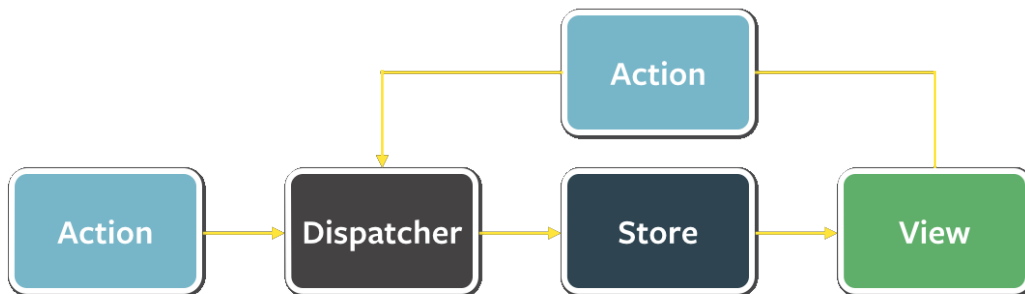 Action
Action
Dispatcher
Store
View